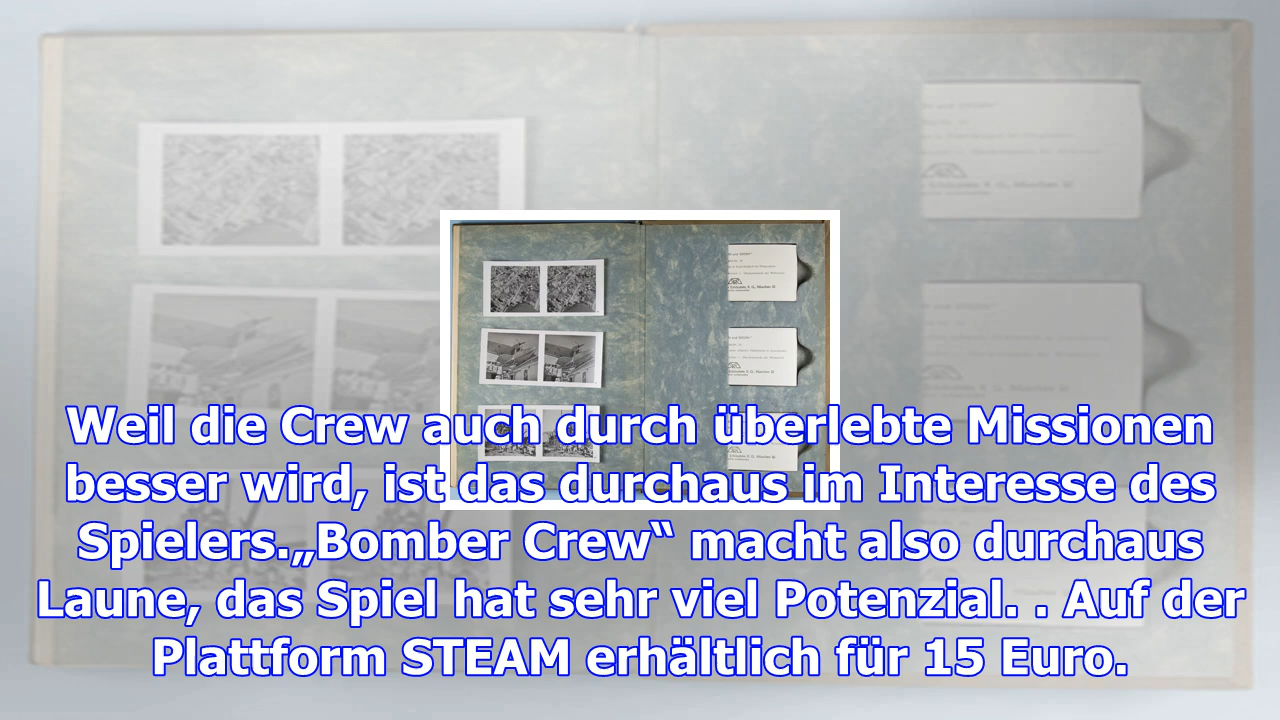 Weil die Crew auch durch überlebte Missionen
besser wird, ist das durchaus im Interesse des
Spielers.„Bomber Crew“ macht also durchaus
Laune, das Spiel hat sehr viel Potenzial. . Auf der
Plattform STEAM erhältlich für 15 Euro.